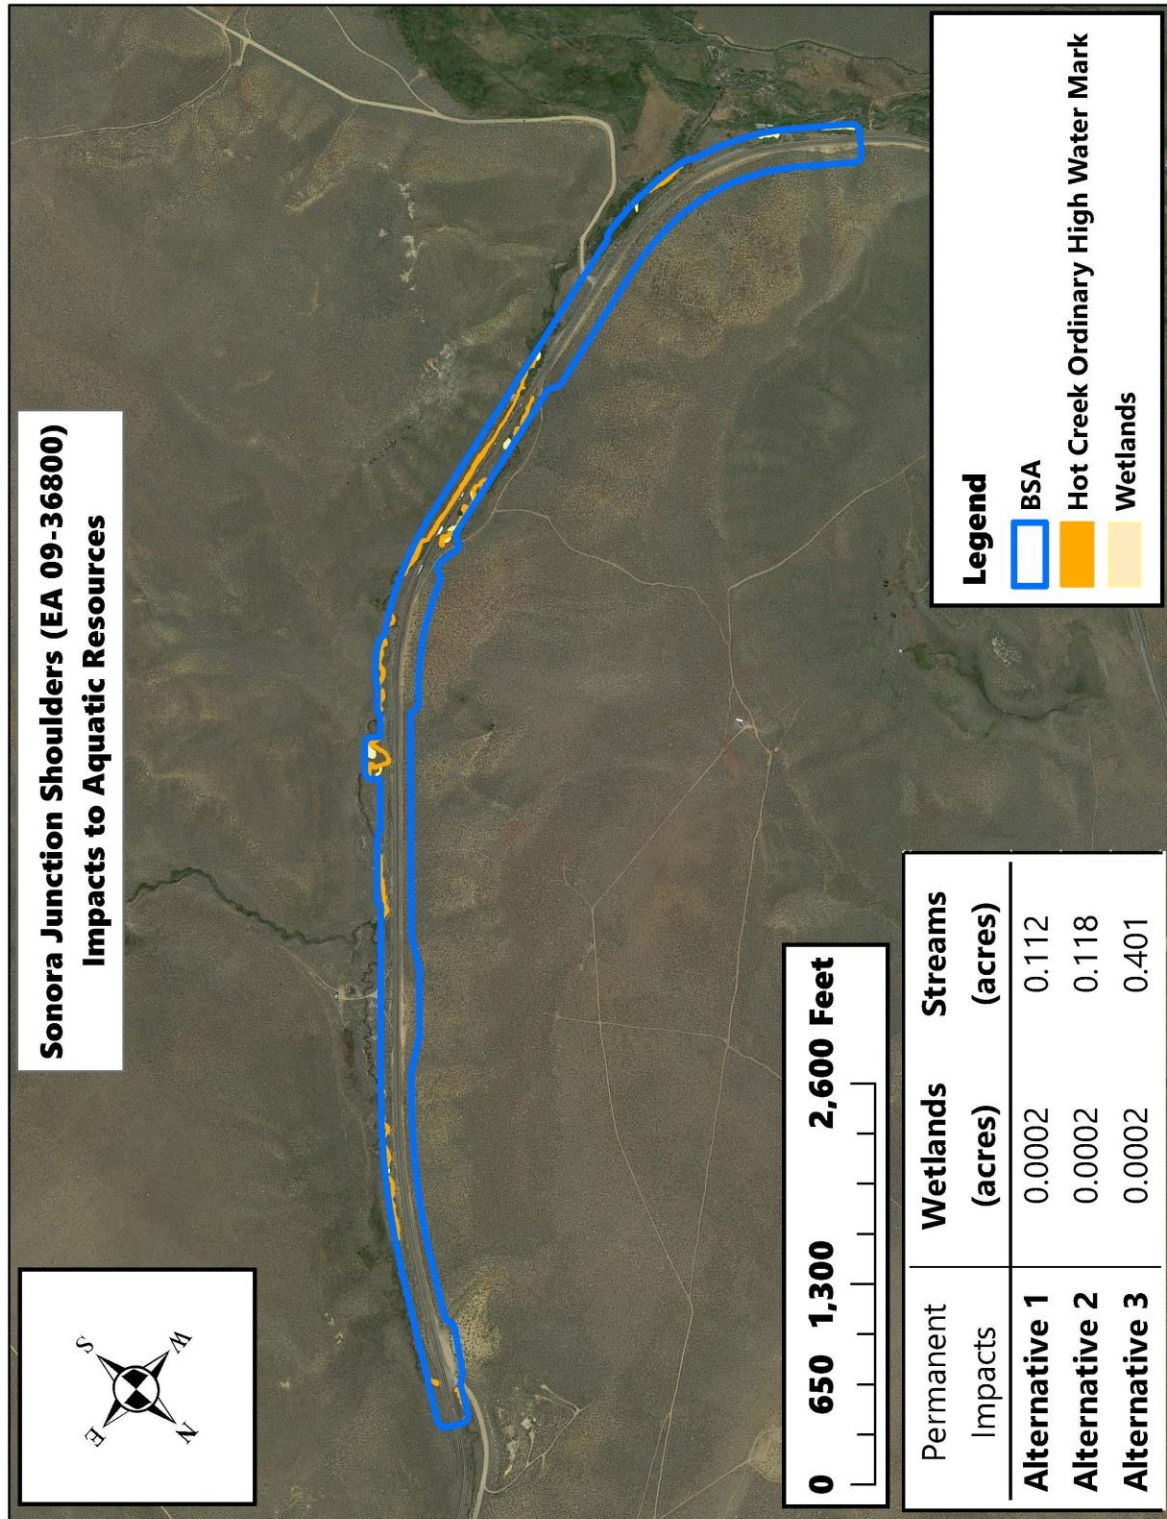 Sonora Junction Shoulders (EA 09-36800)
Impacts to Aquatic Resources
S
E
W
N
0 650 1,300 2,600 Feet
Permanent Impacts Wetlands (acres) Streams (acres)
Alternative 1 0.0002 0.112
Alternative 2 0.0002 0.118
Alternative 3 0.0002 0.401
Legend
BSA
Hot Creek Ordinary High Water Mark
Wetlands